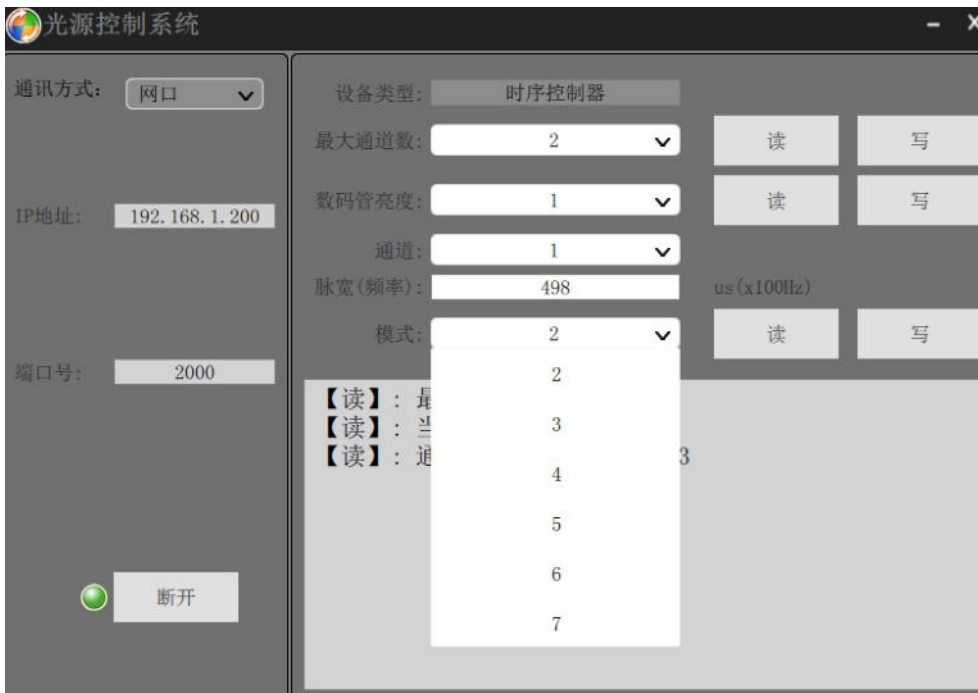 光源控制系统
通讯方式: 网口
IP地址: 192.168.1.200
端口号: 2000
断开
设备类型: 时序控制器
最大通道数: 2 读 写
数码管亮度: 1 读 写
通道: 1
脉宽(频率): 498 us(x100Hz)
模式: 2 读 写
2
3
4
5
6
7
【读】: 最
【读】: 当
【读】: 通 3